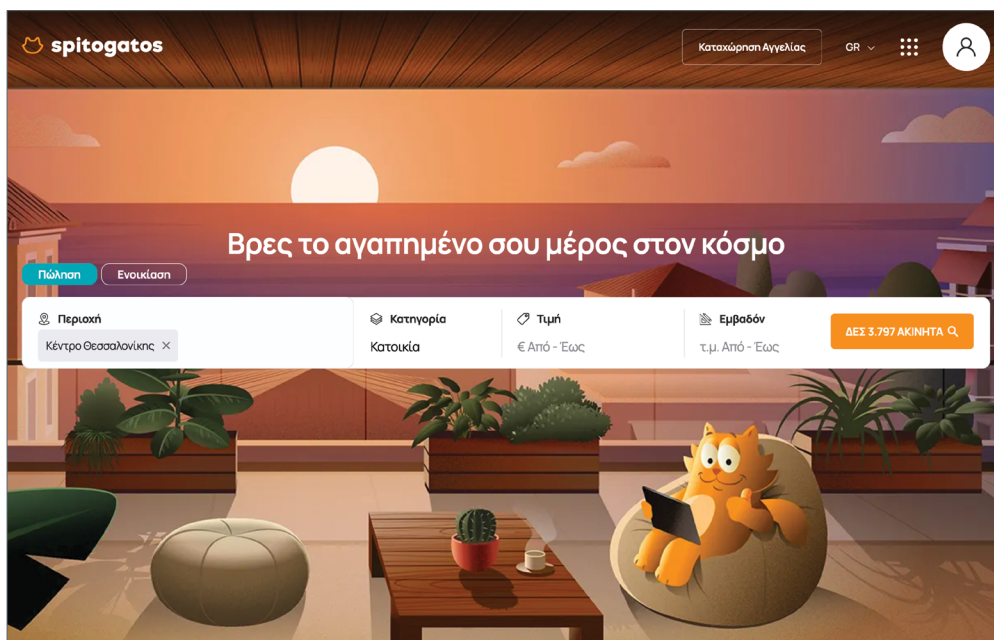 spitogatos
Καταχώρηση Αγγελίας
GR
Βρες το αγαπημένο σου μέρος στον κόσμο
Πώληση
Ενοικίαση
Περιοχή
Κέντρο Θεσσαλονίκης ×
Κατηγορία
Κατοικία
Τιμή
€ Από - Έως
Εμβαδόν
τ.μ. Από - Έως
ΔΕΣ 3.797 ΑΚΙΝΗΤΑ